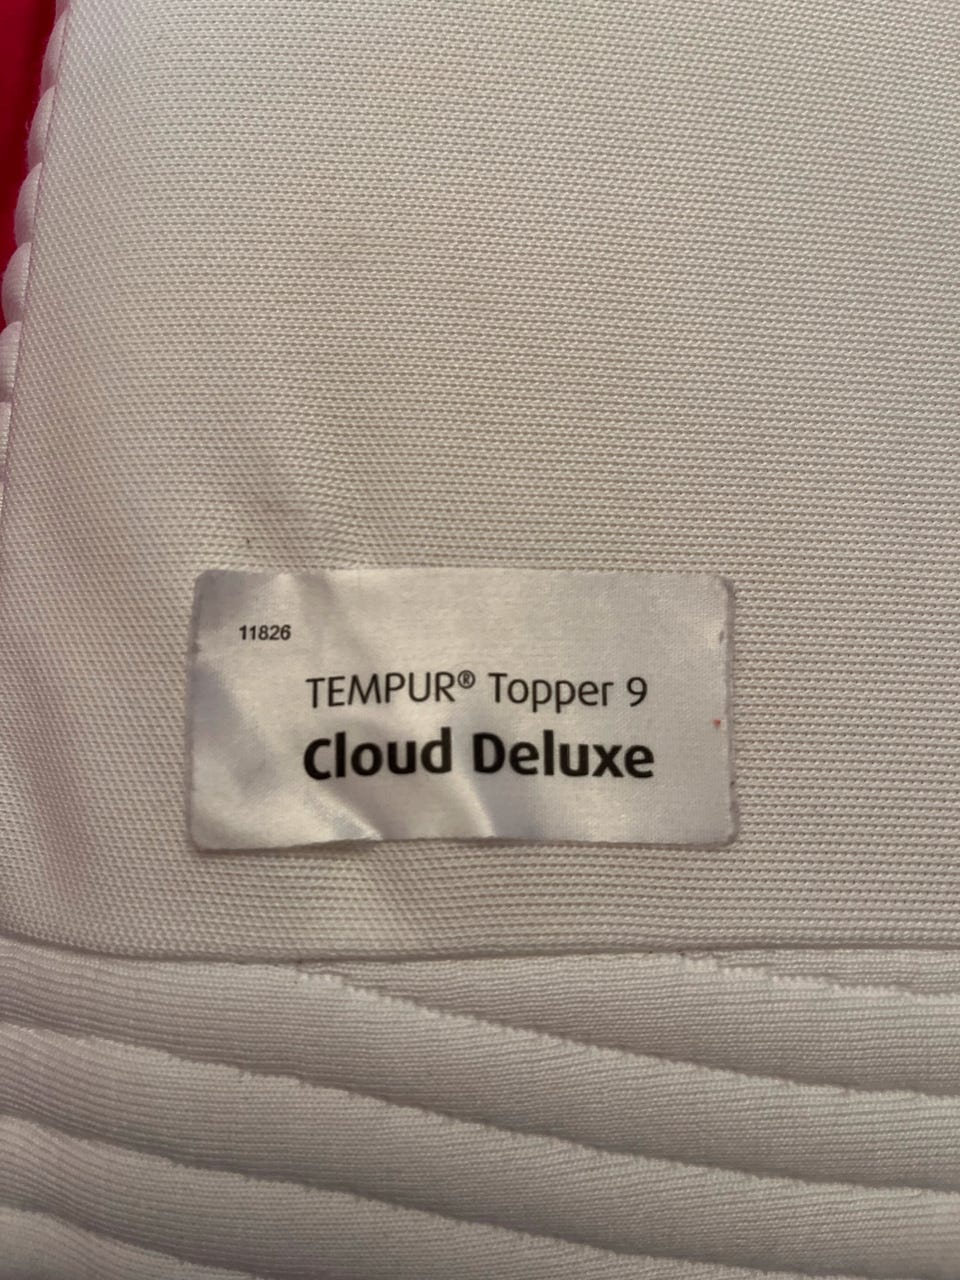 11826
TEMPUR® Topper 9
Cloud Deluxe